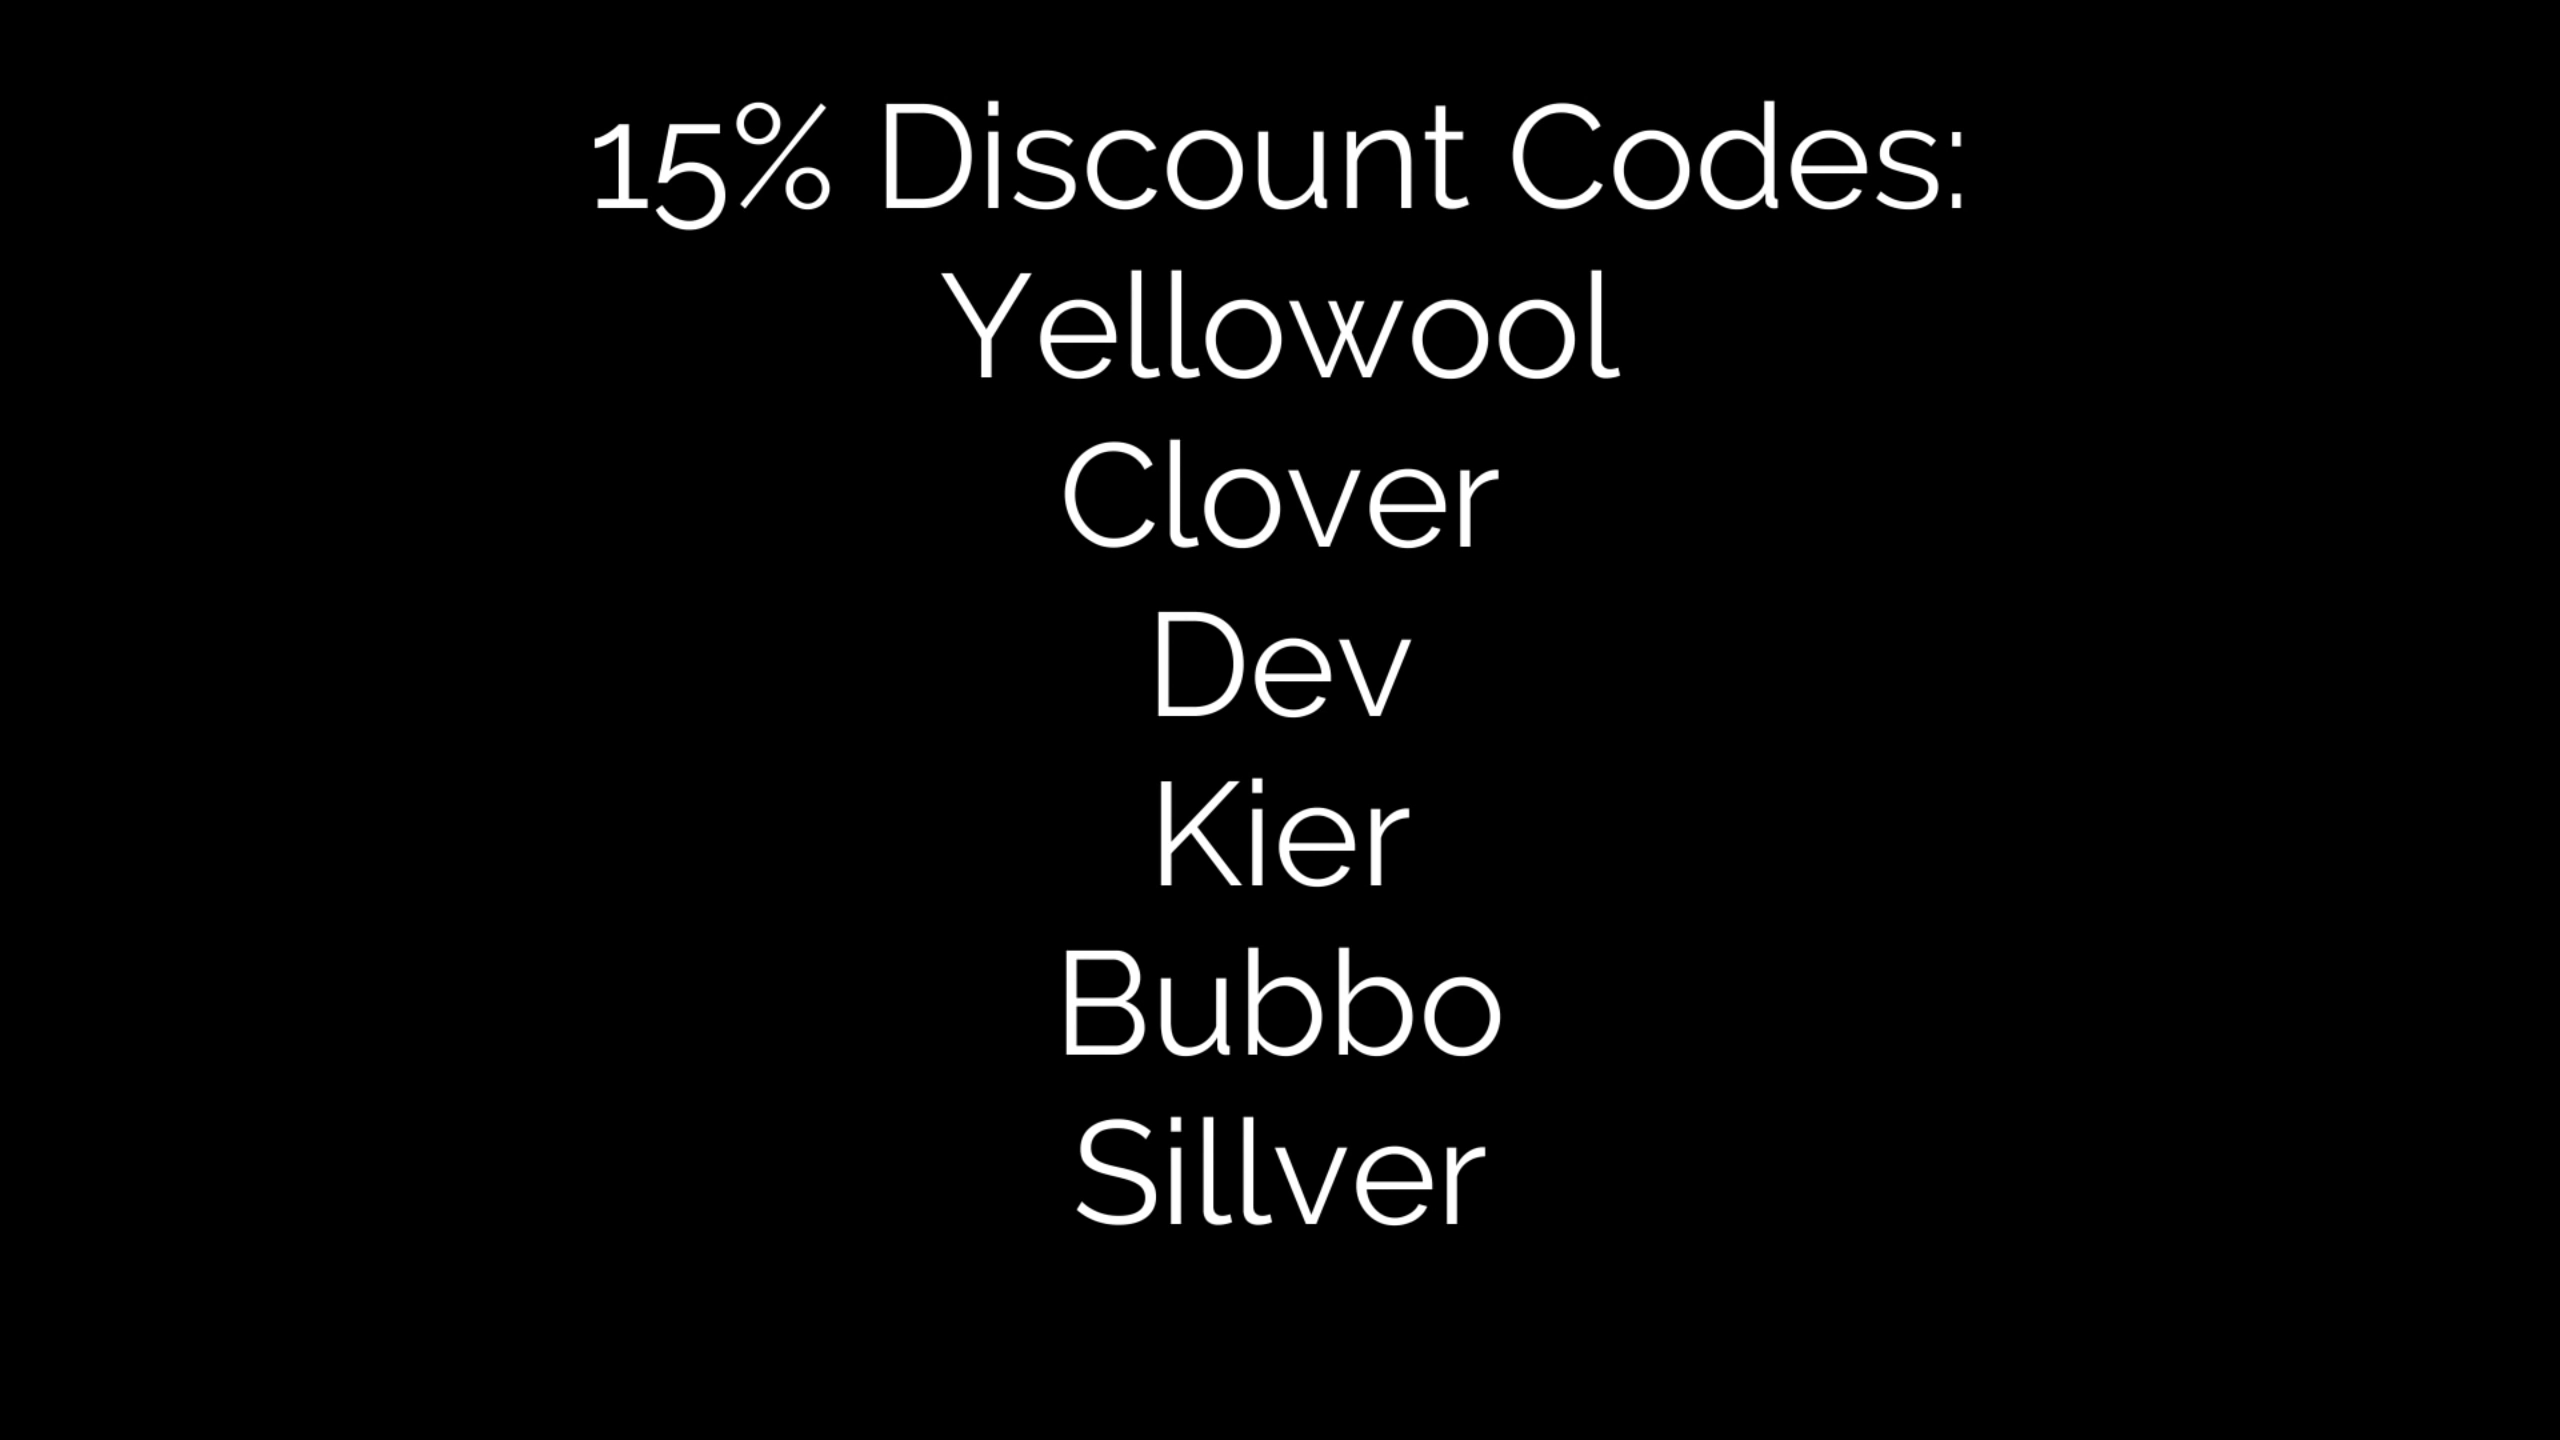 15% Discount Codes:
Yellowool
Clover
Dev
Kier
Bubbo
Sillver